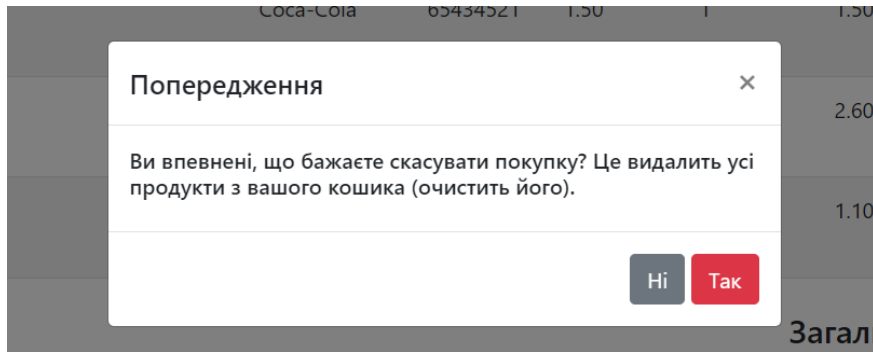 Coca-Cola 65434521 1.50 1 1.50
Попередження ×
2.60
Ви впевнені, що бажаєте скасувати покупку? Це видалить усі
продукти з вашого кошика (очистить його).
1.10
Ні Так